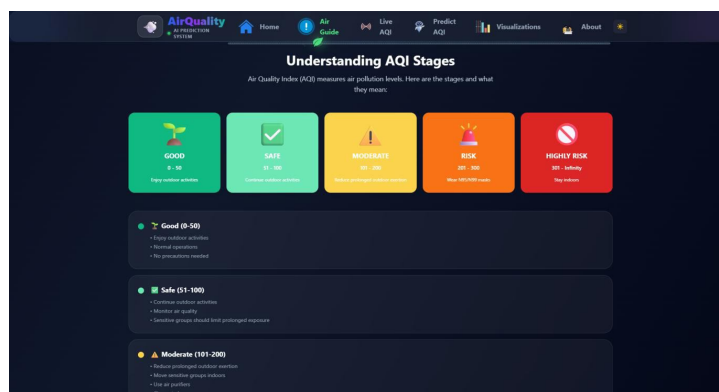 AirQuality
AI PREDICTION
SYSTEM
Home
Air
Guide
Live
AQI
Predict
AQI
Visualizations
About
Understanding AQI Stages
Air Quality Index (AQI) measures air pollution levels. Here are the stages and what
they mean:
GOOD
0 - 50
Enjoy outdoor activities
SAFE
51 - 100
Continue outdoor activities
MODERATE
101 - 200
Reduce prolonged outdoor exertion
RISK
201 - 300
Wear N95/N99 masks
HIGHLY RISK
301 - Infinity
Stay indoors
Good (0-50)
• Enjoy outdoor activities
• Normal operations
• No precautions needed
Safe (51-100)
• Continue outdoor activities
• Monitor air quality
• Sensitive groups should limit prolonged exposure
Moderate (101-200)
• Reduce prolonged outdoor exertion
• Move sensitive groups indoors
• Use air purifiers